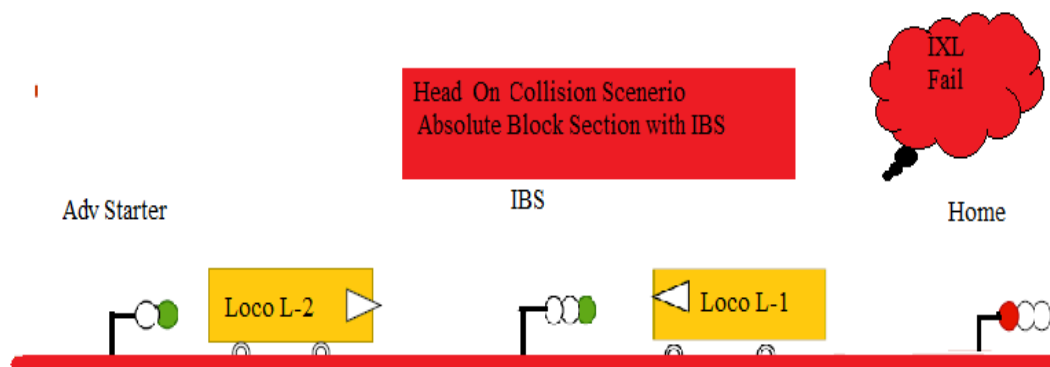 IXL
Fail
Head On Collision Scenerio
Absolute Block Section with IBS
Adv Starter
IBS
Home
Loco L-2
Loco L-1